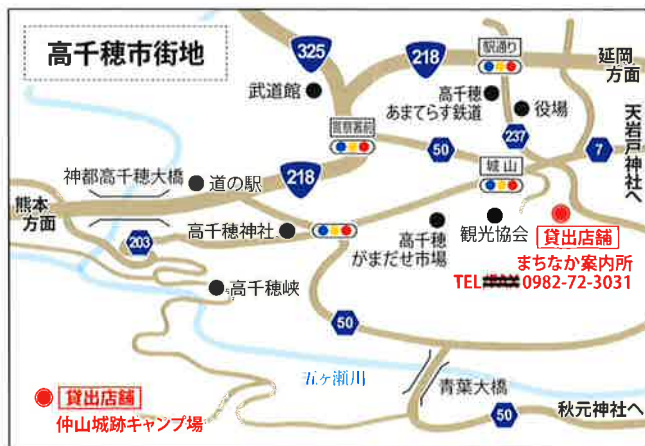 高千穂市街地
325
218
駅通り
延岡
方面
武道館
高千穂
あまてらす鉄道
役場
警察署前
50
237
7
天岩戸神社へ
城山
神都高千穂大橋
道の駅
218
熊本
方面
203
高千穂神社
高千穂
がまだせ市場
観光協会
貸出店舗
まちなか案内所
TEL 0982-72-3031
高千穂峡
50
五ヶ瀬川
青葉大橋
貸出店舗
仲山城跡キャンプ場
50
秋元神社へ